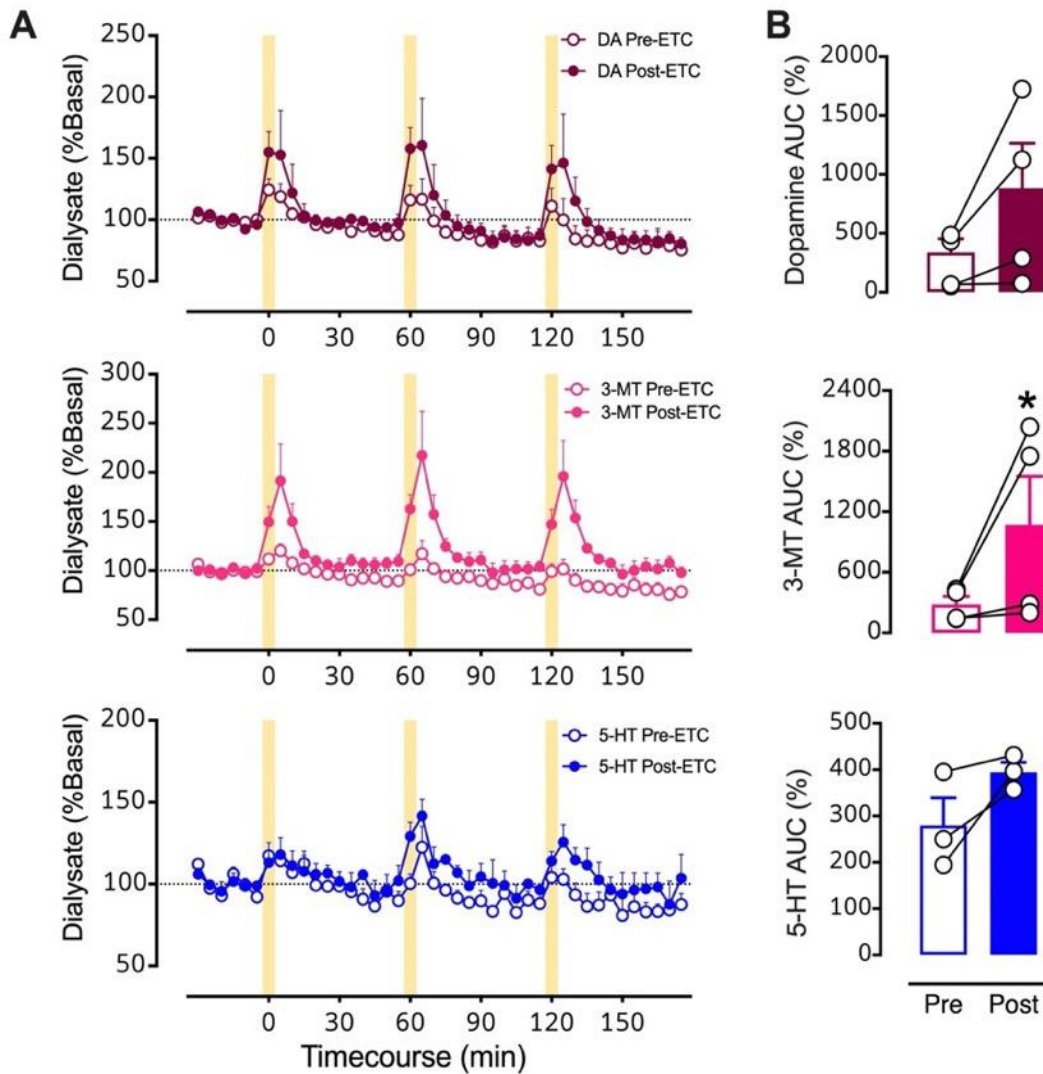 A
B
Dialysate (%Basal)
250
200
150
100
50
DA Pre-ETC
DA Post-ETC
0 30 60 90 120 150
Dopamine AUC (%)
2000
1500
1000
500
0
Dialysate (%Basal)
300
250
200
150
100
50
3-MT Pre-ETC
3-MT Post-ETC
0 30 60 90 120 150
3-MT AUC (%)
2400
1800
1200
600
0
*
Dialysate (%Basal)
200
150
100
50
5-HT Pre-ETC
5-HT Post-ETC
0 30 60 90 120 150
Timecourse (min)
5-HT AUC (%)
500
400
300
200
100
0
Pre Post